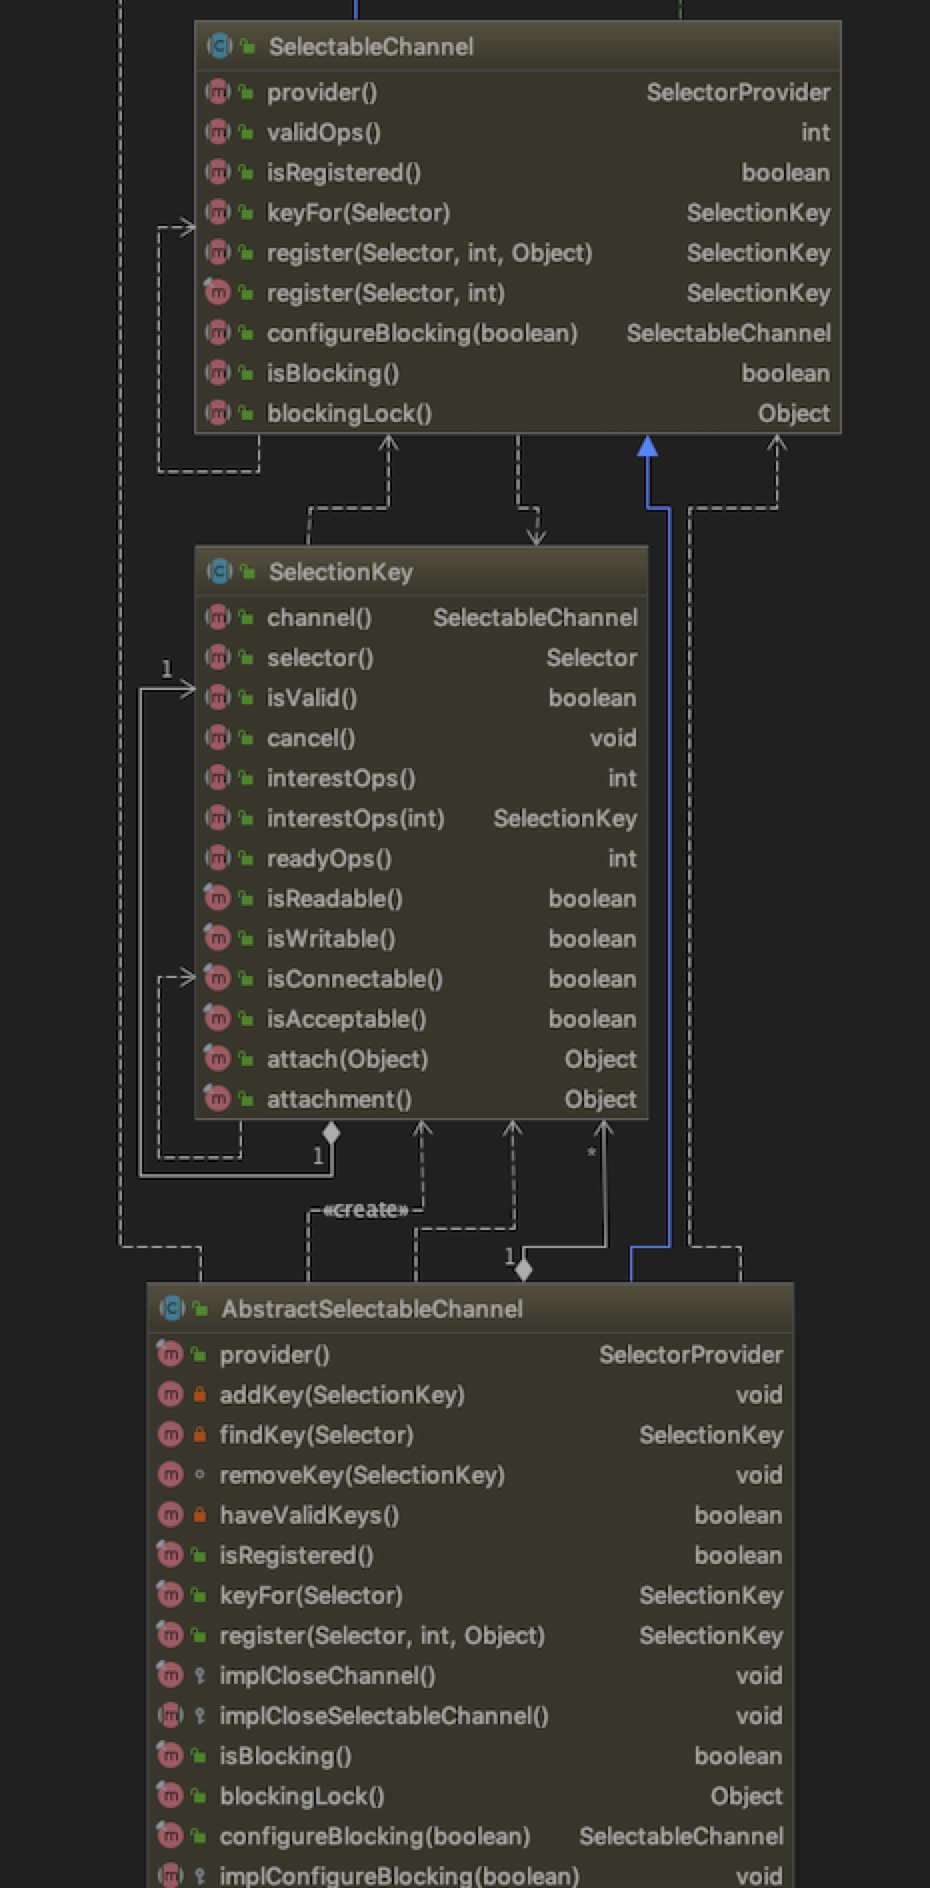 SelectableChannel
provider() SelectorProvider
validOps() int
isRegistered() boolean
keyFor(Selector) SelectionKey
register(Selector, int, Object) SelectionKey
register(Selector, int) SelectionKey
configureBlocking(boolean) SelectableChannel
isBlocking() boolean
blockingLock() Object
SelectionKey
channel() SelectableChannel
selector() Selector
1
isValid() boolean
cancel() void
interestOps() int
interestOps(int) SelectionKey
readyOps() int
isReadable() boolean
isWritable() boolean
isConnectable() boolean
isAcceptable() boolean
attach(Object) Object
attachment() Object
1 *
«create»
1
AbstractSelectableChannel
provider() SelectorProvider
addKey(SelectionKey) void
findKey(Selector) SelectionKey
removeKey(SelectionKey) void
haveValidKeys() boolean
isRegistered() boolean
keyFor(Selector) SelectionKey
register(Selector, int, Object) SelectionKey
implCloseChannel() void
implCloseSelectableChannel() void
isBlocking() boolean
blockingLock() Object
configureBlocking(boolean) SelectableChannel
implConfigureBlocking(boolean) void